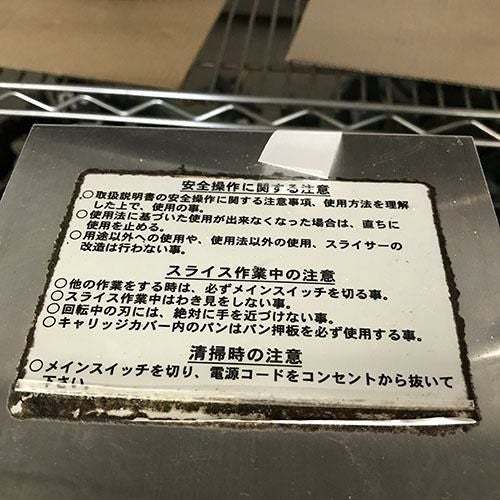 安全操作に関する注意
○取扱説明書の安全操作に関する注意事項、使用方法を理解
した上で、使用の事。
○使用法に基づいた使用が出来なくなった場合は、直ちに
使用を止める。
○用途以外への使用や、使用法以外の使用、スライサーの
改造は行わない事。
スライス作業中の注意
○他の作業をする時は、必ずメインスイッチを切る事。
○スライス作業中はわき見をしない事。
○回転中の刃には、絶対に手を近づけない事。
○キャリッジカバー内のパンはパン押板を必ず使用する事。
清掃時の注意
○メインスイッチを切り、電源コードをコンセントから抜いて
下さい。